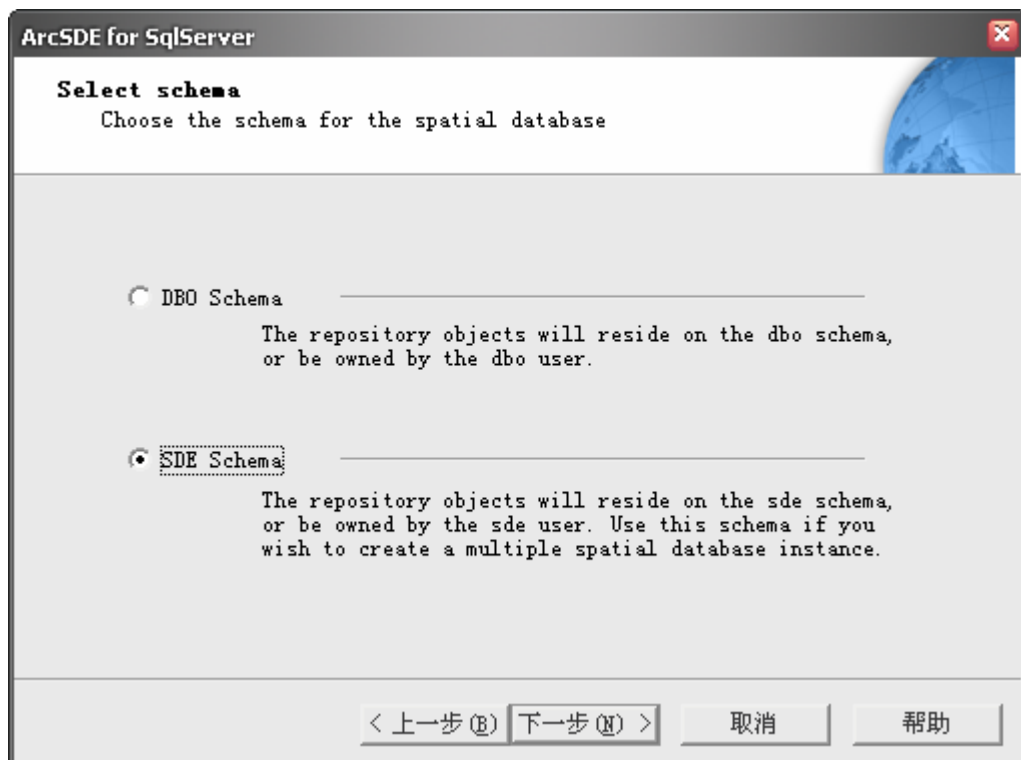 ArcSDE for SqlServer
Select schema
Choose the schema for the spatial database
DBO Schema
The repository objects will reside on the dbo schema,
or be owned by the dbo user.
SDE Schema
The repository objects will reside on the sde schema,
or be owned by the sde user. Use this schema if you
wish to create a multiple spatial database instance.
< 上一步(B) 下一步(N) > 取消 帮助